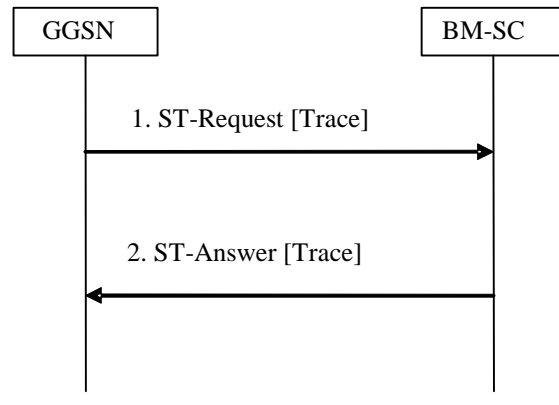 GGSN
BM-SC
1. ST-Request [Trace]
2. ST-Answer [Trace]